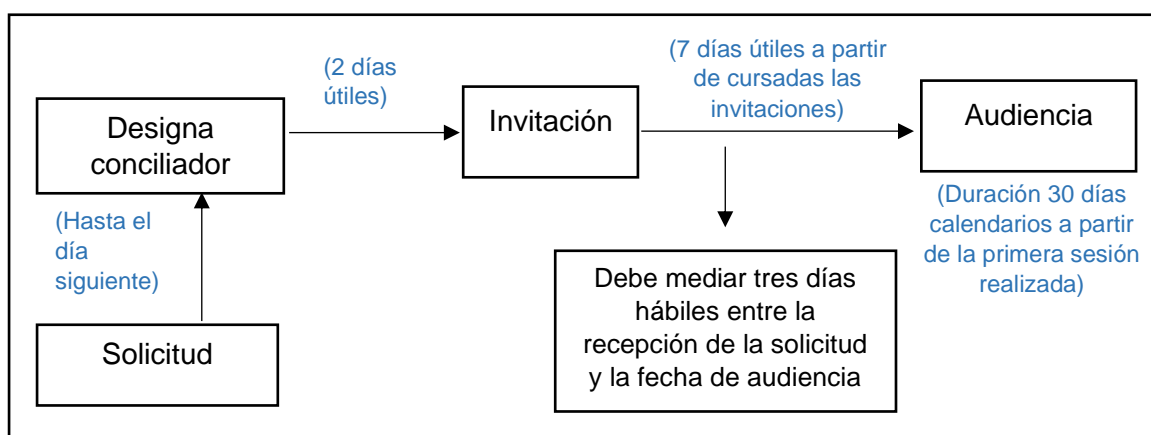 Designa
conciliador
(2 días
útiles)
Invitación
(7 días útiles a partir
de cursadas las
invitaciones)
Audiencia
(Duración 30 días
calendarios a partir
de la primera sesión
realizada)
(Hasta el
día
siguiente)
Solicitud
Debe mediar tres días
hábiles entre la
recepción de la solicitud
y la fecha de audiencia